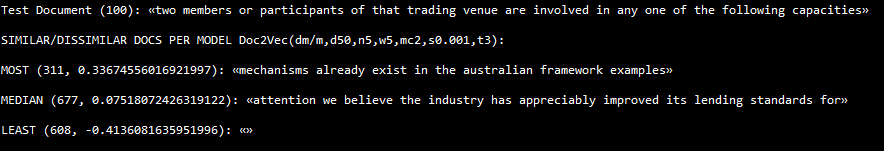 Test Document (100): «two members or participants of that trading venue are involved in any one of the following capacities»
SIMILAR/DISSIMILAR DOCS PER MODEL Doc2Vec(dm/m,d50,n5,w5,mc2,s0.001,t3):
MOST (311, 0.33674556016921997): «mechanisms already exist in the australian framework examples»
MEDIAN (677, 0.07518072426319122): «attention we believe the industry has appreciably improved its lending standards for»
LEAST (608, -0.4136081635951996): «»